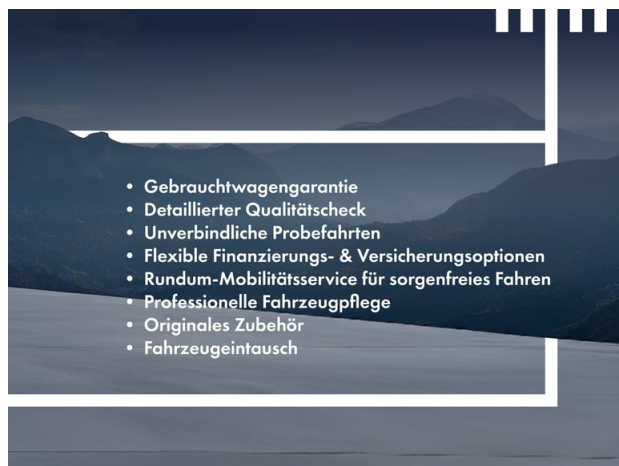 • Gebrauchtwagengarantie
• Detaillierter Qualitätscheck
• Unverbindliche Probefahrten
• Flexible Finanzierungs- & Versicherungsoptionen
• Rundum-Mobilitätsservice für sorgenfreies Fahren
• Professionelle Fahrzeugpflege
• Originales Zubehör
• Fahrzeugeintausch